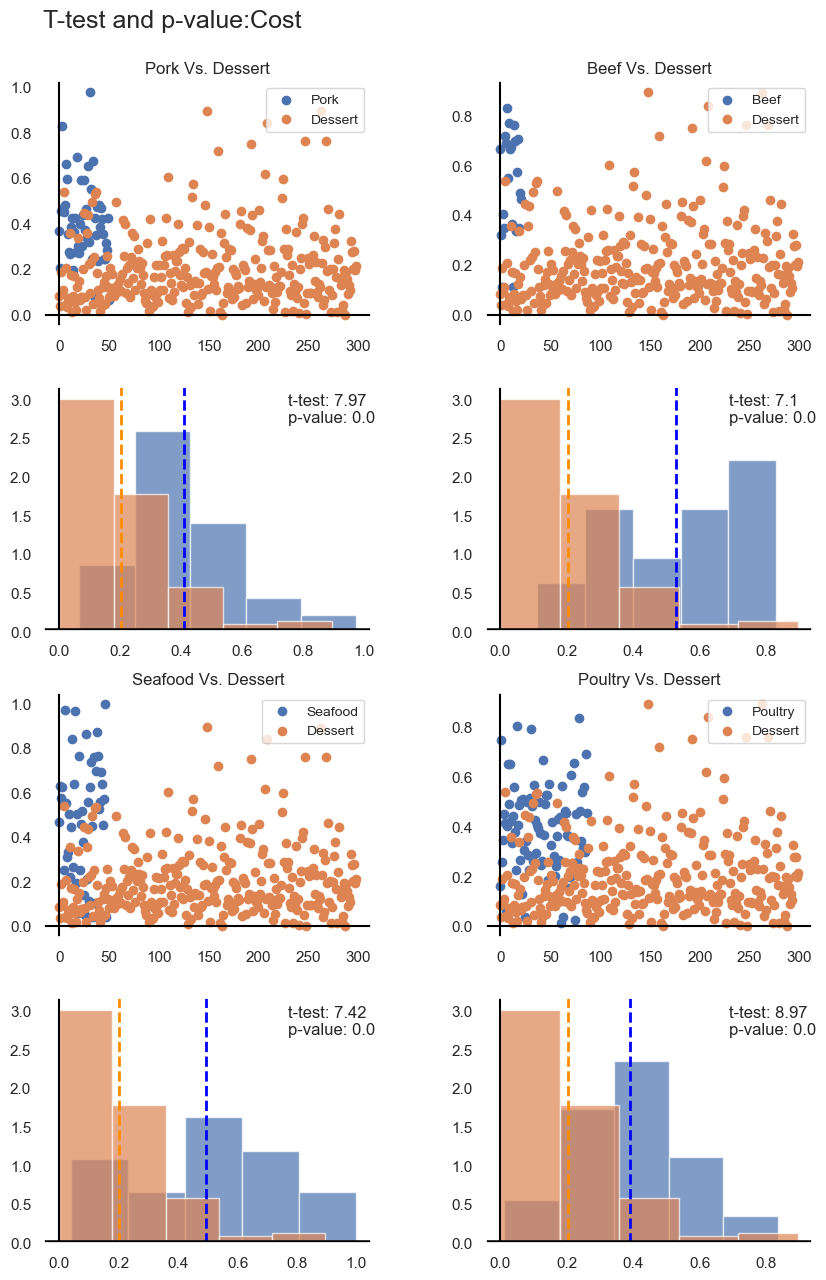 T-test and p-value:Cost
Pork Vs. Dessert
Pork
Dessert
1.0
0.8
0.6
0.4
0.2
0.0
0 50 100 150 200 250 300
Beef Vs. Dessert
Beef
Dessert
0.8
0.6
0.4
0.2
0.0
0 50 100 150 200 250 300
t-test: 7.97
p-value: 0.0
3.0
2.5
2.0
1.5
1.0
0.5
0.0
0.0 0.2 0.4 0.6 0.8 1.0
t-test: 7.1
p-value: 0.0
3.0
2.5
2.0
1.5
1.0
0.5
0.0
0.0 0.2 0.4 0.6 0.8
Seafood Vs. Dessert
Seafood
Dessert
1.0
0.8
0.6
0.4
0.2
0.0
0 50 100 150 200 250 300
Poultry Vs. Dessert
Poultry
Dessert
0.8
0.6
0.4
0.2
0.0
0 50 100 150 200 250 300
t-test: 7.42
p-value: 0.0
3.0
2.5
2.0
1.5
1.0
0.5
0.0
0.0 0.2 0.4 0.6 0.8 1.0
t-test: 8.97
p-value: 0.0
3.0
2.5
2.0
1.5
1.0
0.5
0.0
0.0 0.2 0.4 0.6 0.8